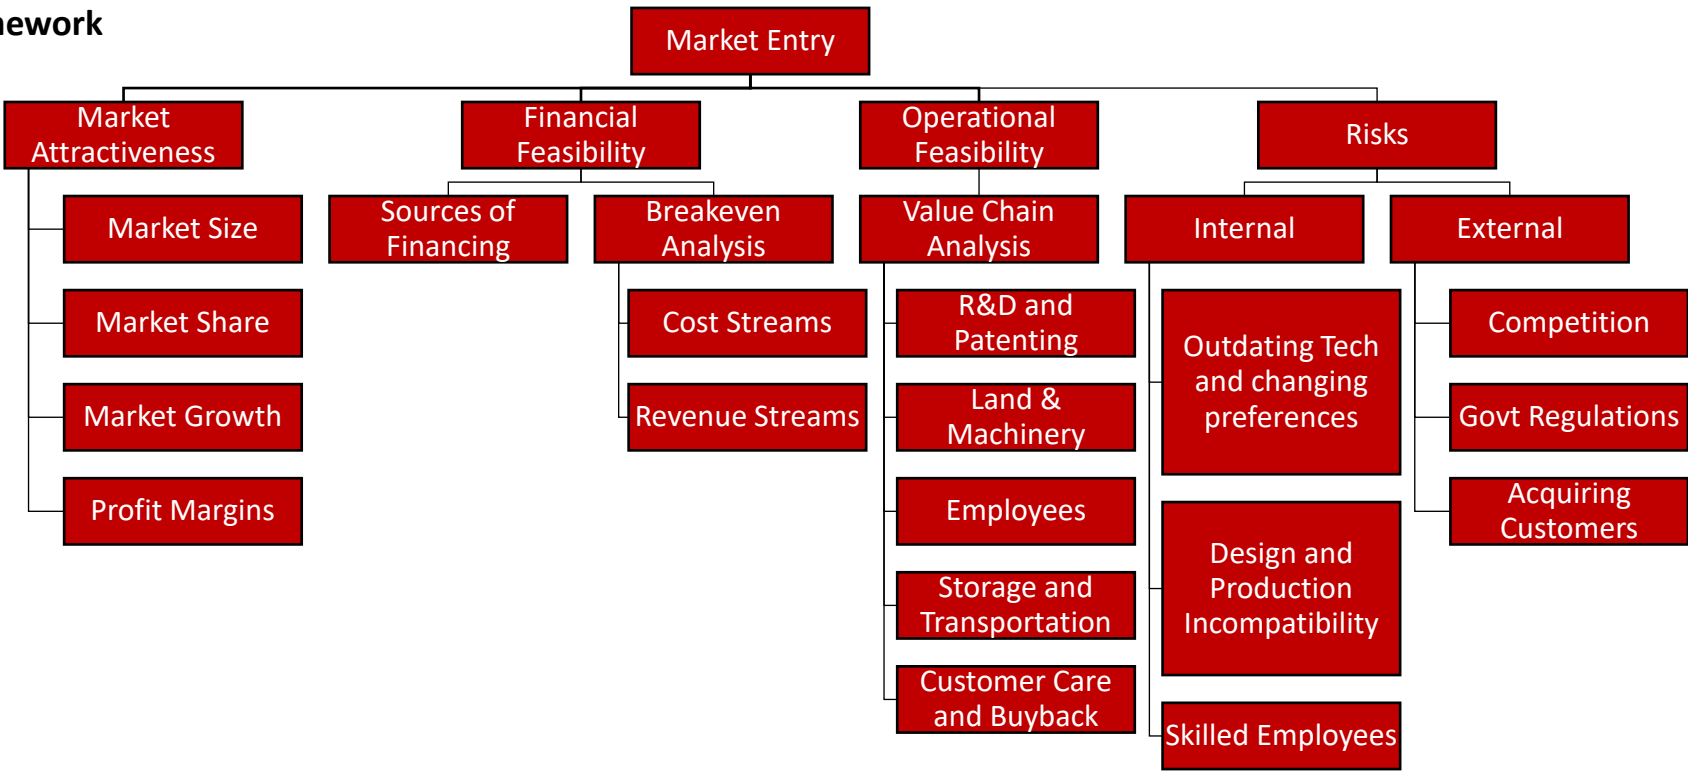 nework
Market Entry
Market
Attractiveness
Financial
Feasibility
Operational
Feasibility
Risks
Market Size
Market Share
Market Growth
Profit Margins
Sources of
Financing
Breakeven
Analysis
Cost Streams
Revenue Streams
Value Chain
Analysis
R&D and
Patenting
Land &
Machinery
Employees
Storage and
Transportation
Customer Care
and Buyback
Internal
Outdating Tech
and changing
preferences
Design and
Production
Incompatibility
Skilled Employees
External
Competition
Govt Regulations
Acquiring
Customers